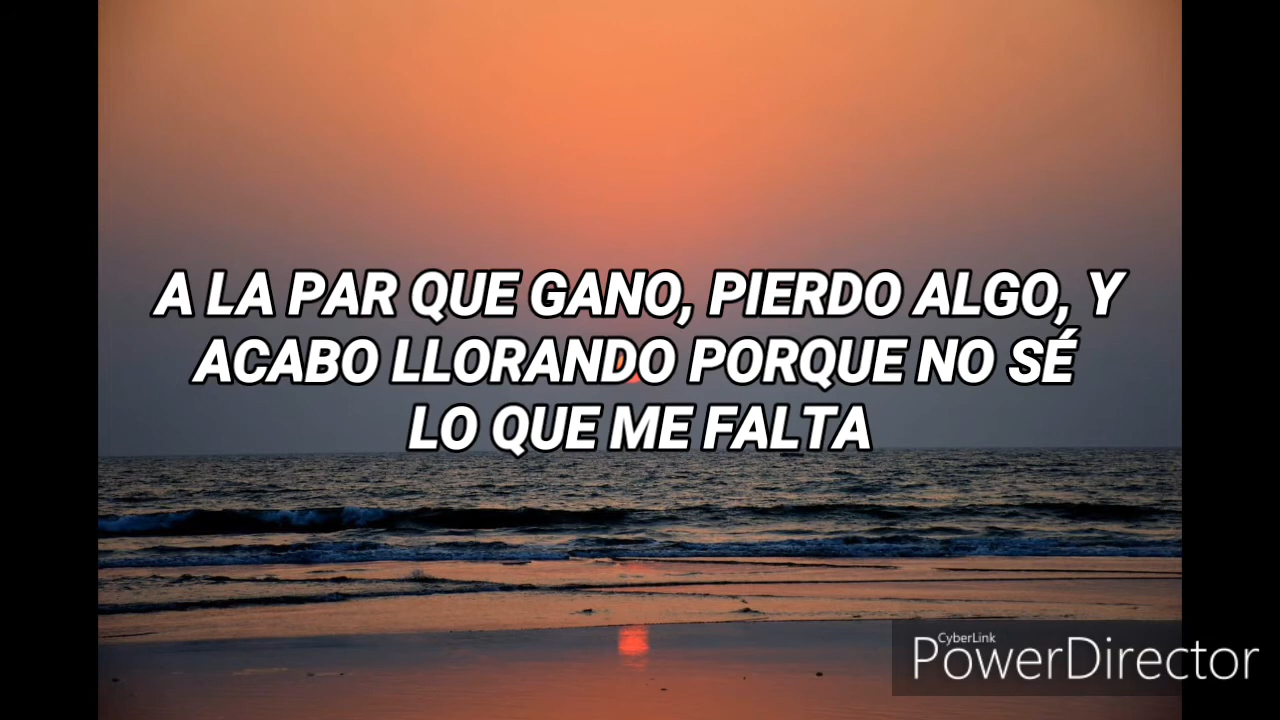 A LA PAR QUE GANO, PIERDO ALGO, Y
ACABO LLORANDO PORQUE NO SÉ
LO QUE ME FALTA
CyberLink
PowerDirector